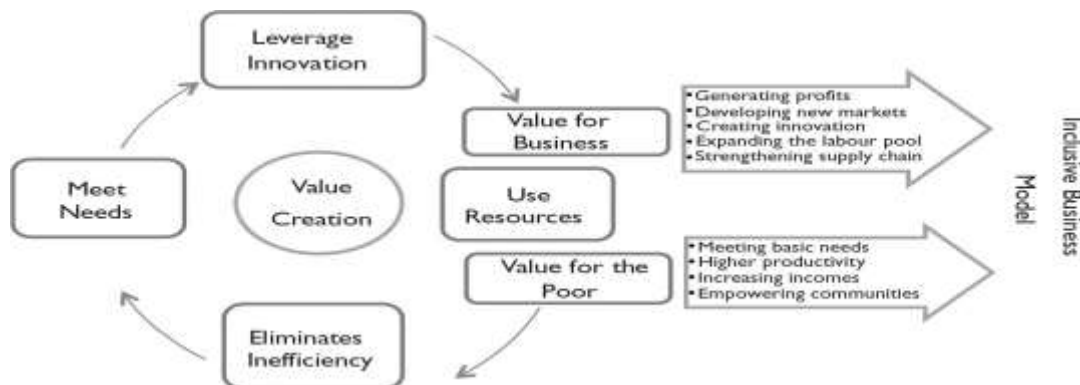 Leverage
Innovation
Value for
Business
• Generating profits
• Developing new markets
• Creating innovation
• Expanding the labour pool
• Strengthening supply chain
Meet
Needs
Value
Creation
Use
Resources
Value for the
Poor
• Meeting basic needs
• Higher productivity
• Increasing incomes
• Empowering communities
Eliminates
Inefficiency
Inclusive Business
Model